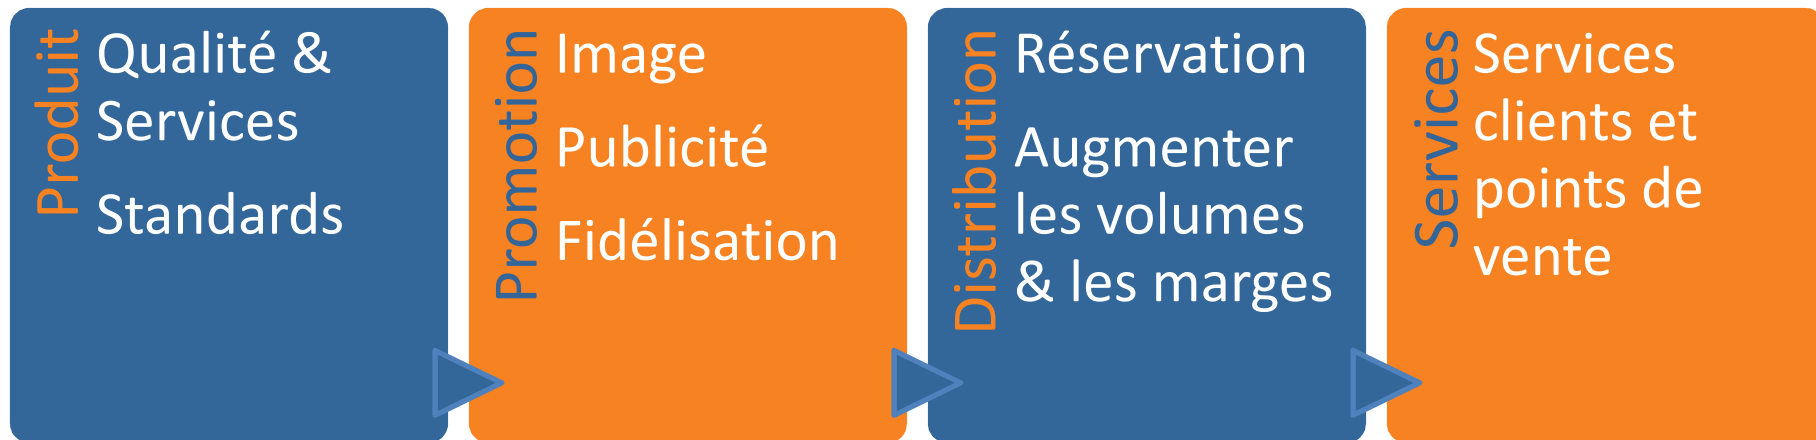 Produit
Qualité &
Services
Standards
Promotion
Image
Publicité
Fidélisation
Distribution
Réservation
Augmenter
les volumes
& les marges
Services
Services
clients et
points de
vente